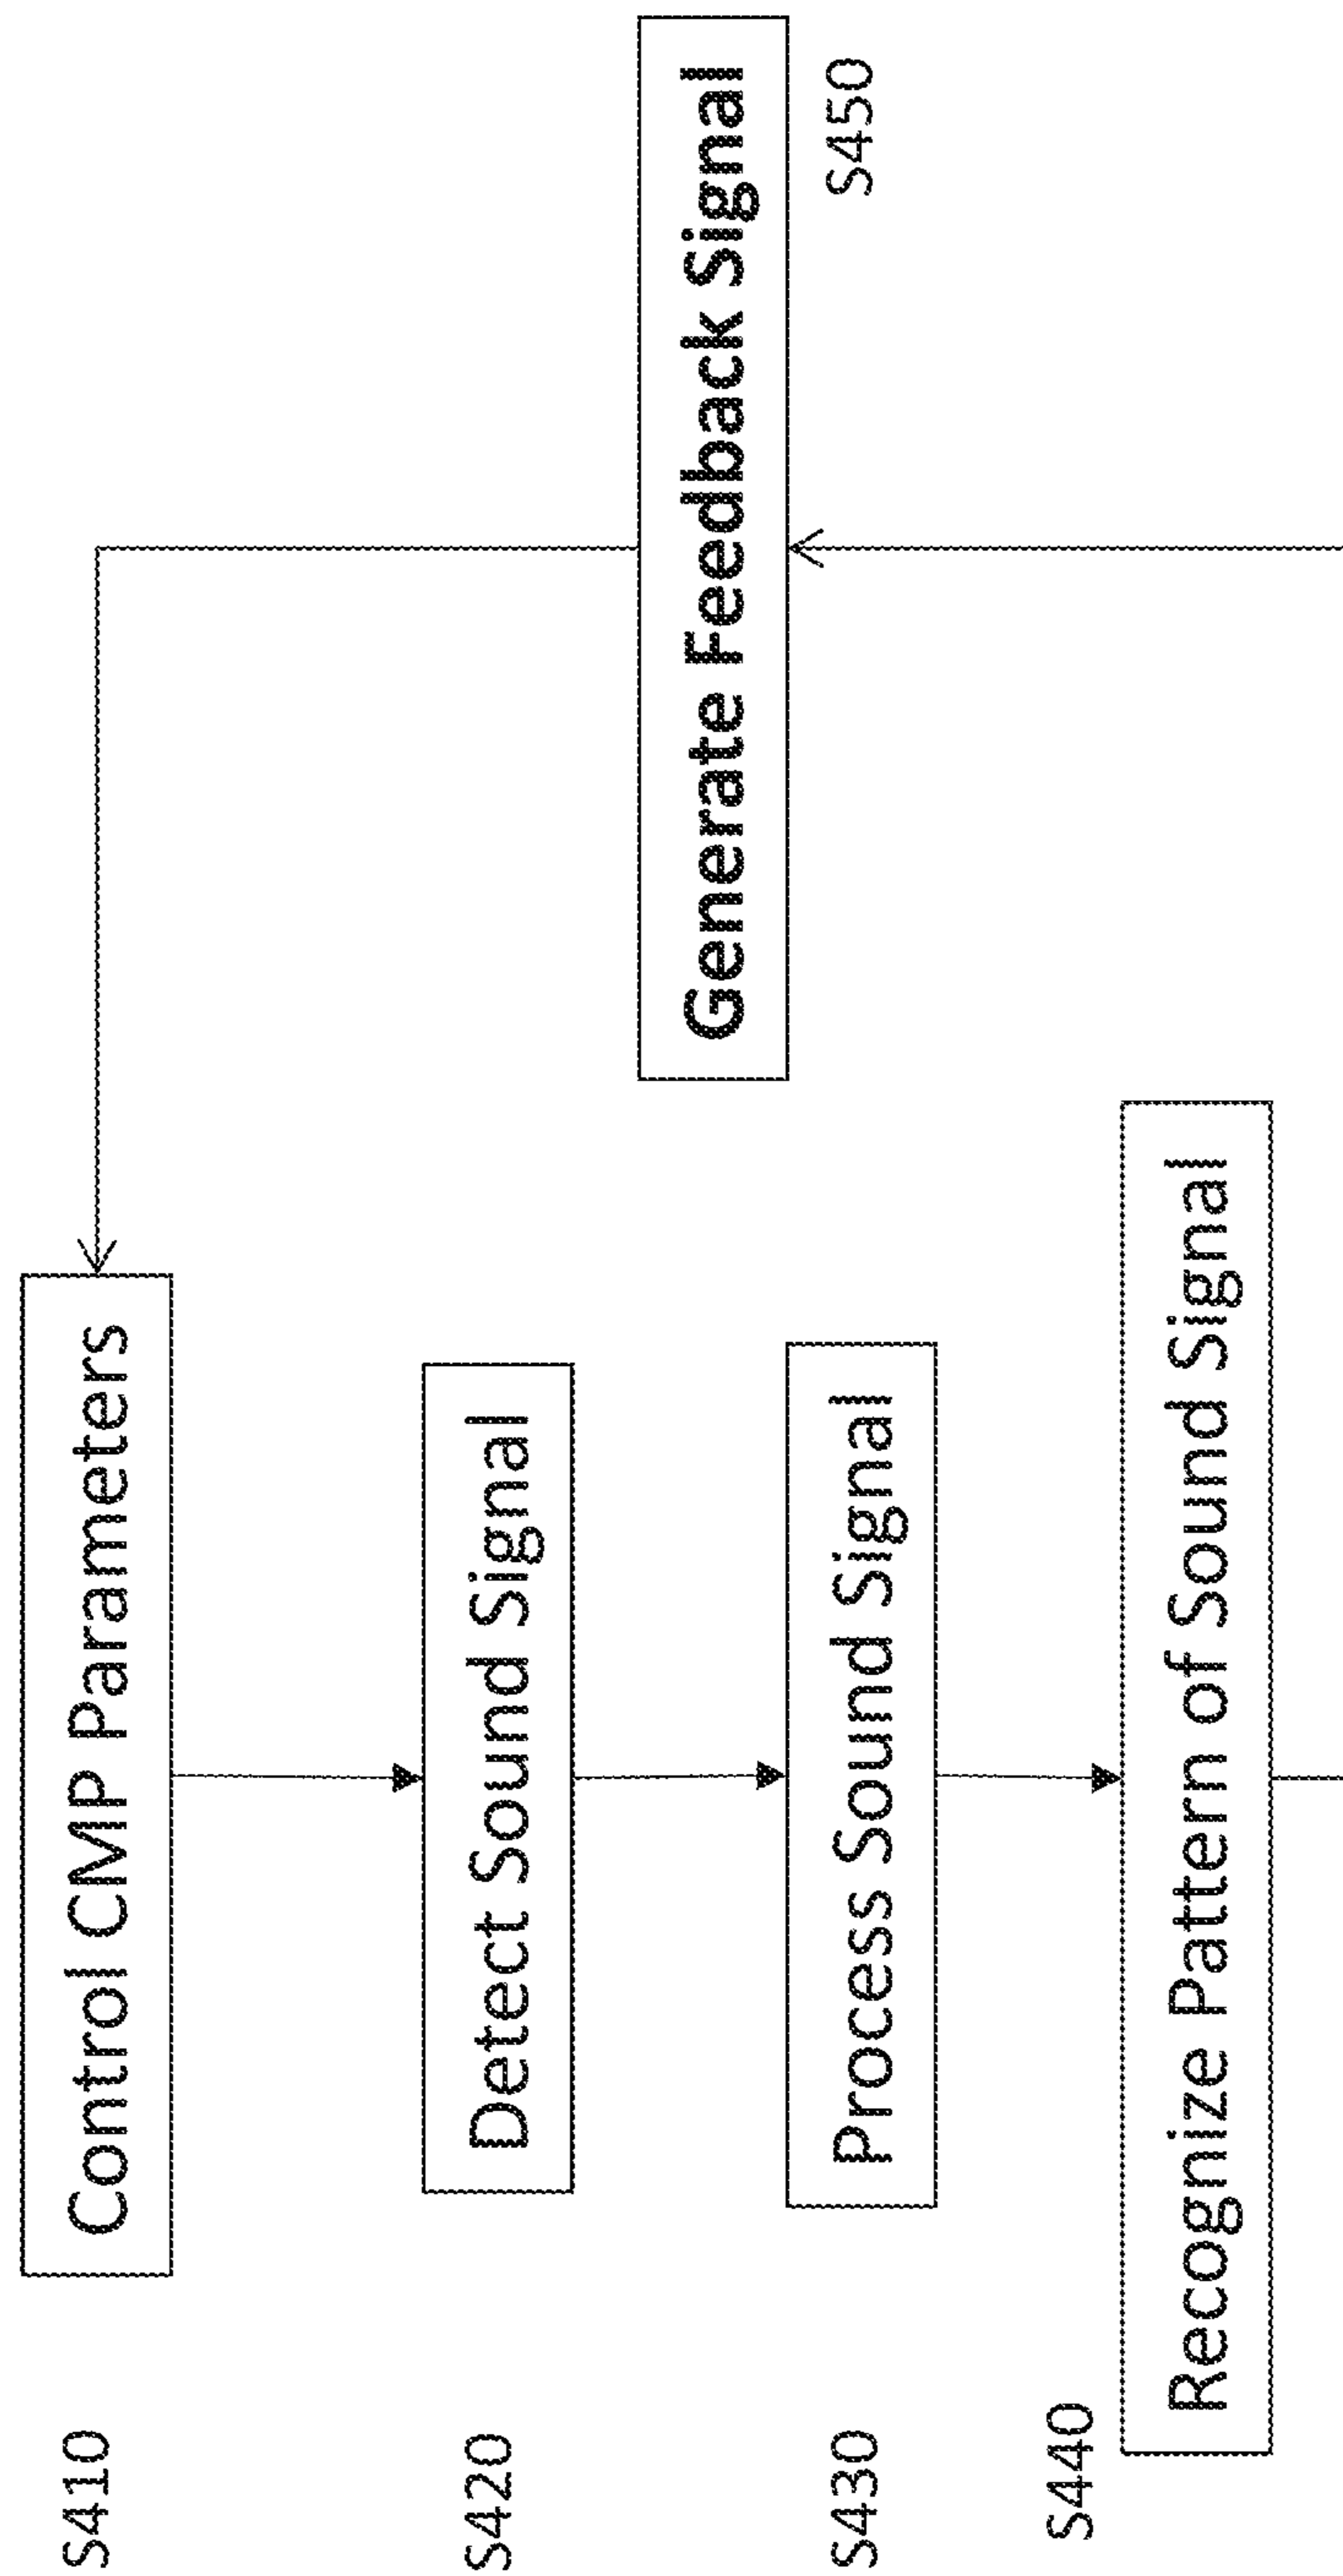 S410
Control CMP Parameters
S420
Detect Sound Signal
S430
Process Sound Signal
S440
Recognize Pattern of Sound Signal
Generate Feedback Signal
S450